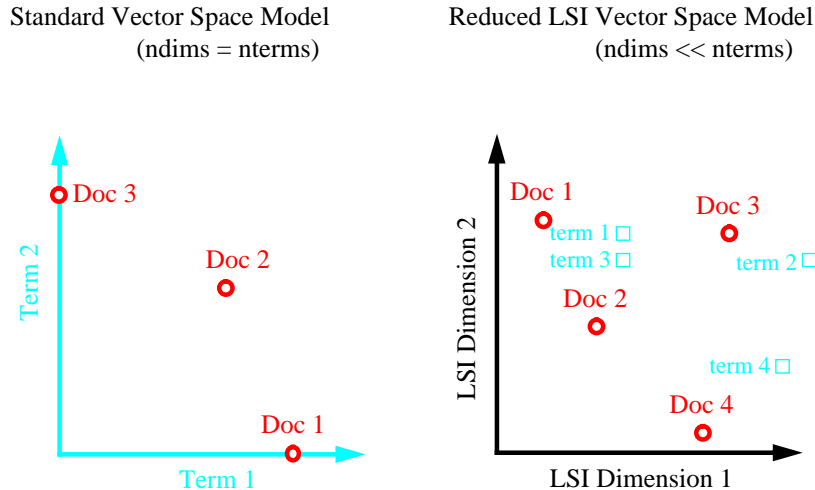 Standard Vector Space Model
(ndims = nterms)
Doc 3
Doc 2
Doc 1
Term 2
Term 1
Reduced LSI Vector Space Model
(ndims << nterms)
Doc 1
Doc 3
term 1
term 3
term 2
Doc 2
term 4
Doc 4
LSI Dimension 2
LSI Dimension 1